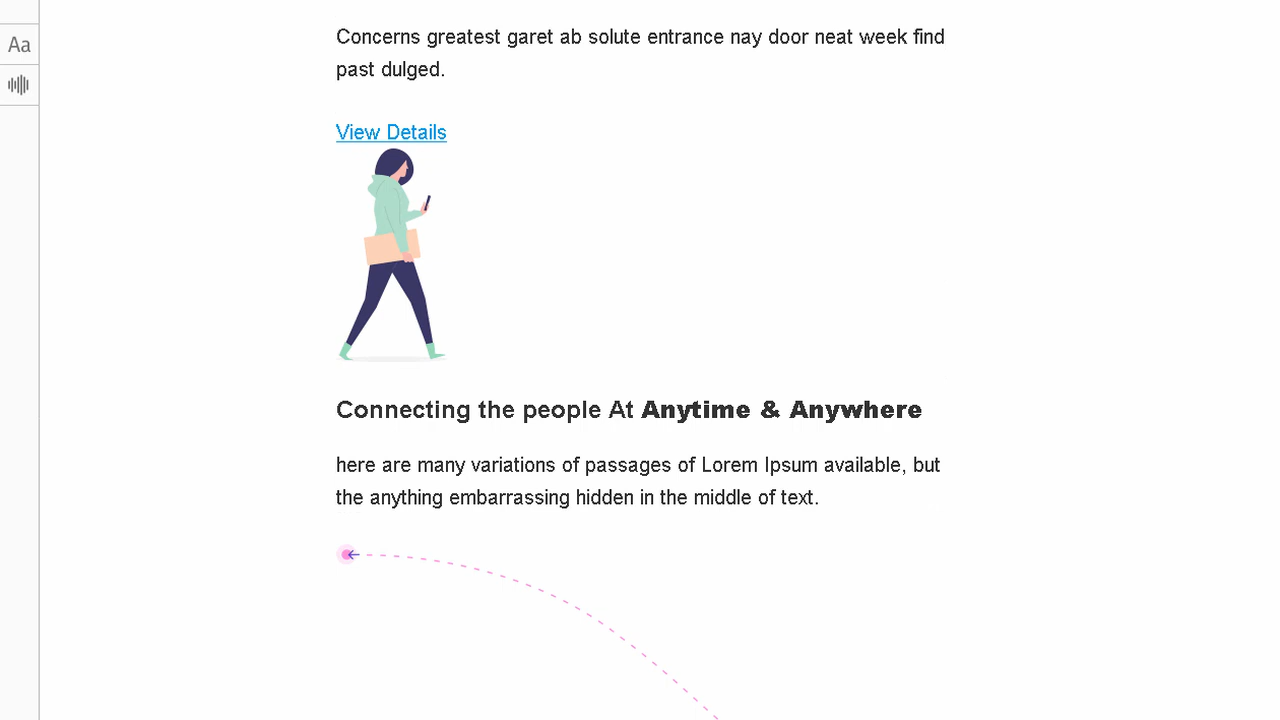 Aa
Concerns greatest garet ab solute entrance nay door neat week find
past dulged.
View Details
Connecting the people At Anytime & Anywhere
here are many variations of passages of Lorem Ipsum available, but
the anything embarrassing hidden in the middle of text.